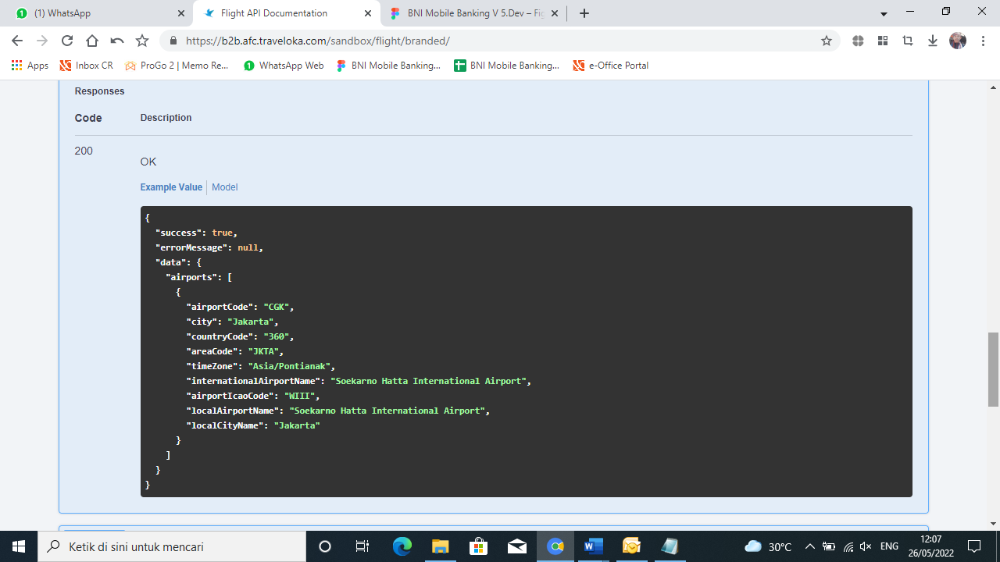 (1) WhatsApp
Flight API Documentation
BNI Mobile Banking V 5.Dev – Fig
https://b2b.afc.traveloka.com/sandbox/flight/branded/
Apps
Inbox CR
ProGo 2 | Memo Re...
WhatsApp Web
BNI Mobile Banking...
BNI Mobile Banking...
e-Office Portal
Responses
Code Description
200
OK
Example Value Model
{
"success": true,
"errorMessage": null,
"data": {
"airports": [
{
"airportCode": "CGK",
"city": "Jakarta",
"countryCode": "360",
"areaCode": "JKTA",
"timeZone": "Asia/Pontianak",
"internationalAirportName": "Soekarno Hatta International Airport",
"airportIcaoCode": "WIII",
"localAirportName": "Soekarno Hatta International Airport",
"localCityName": "Jakarta"
}
]
}
}
Ketik di sini untuk mencari
30°C
ENG
12:07
26/05/2022